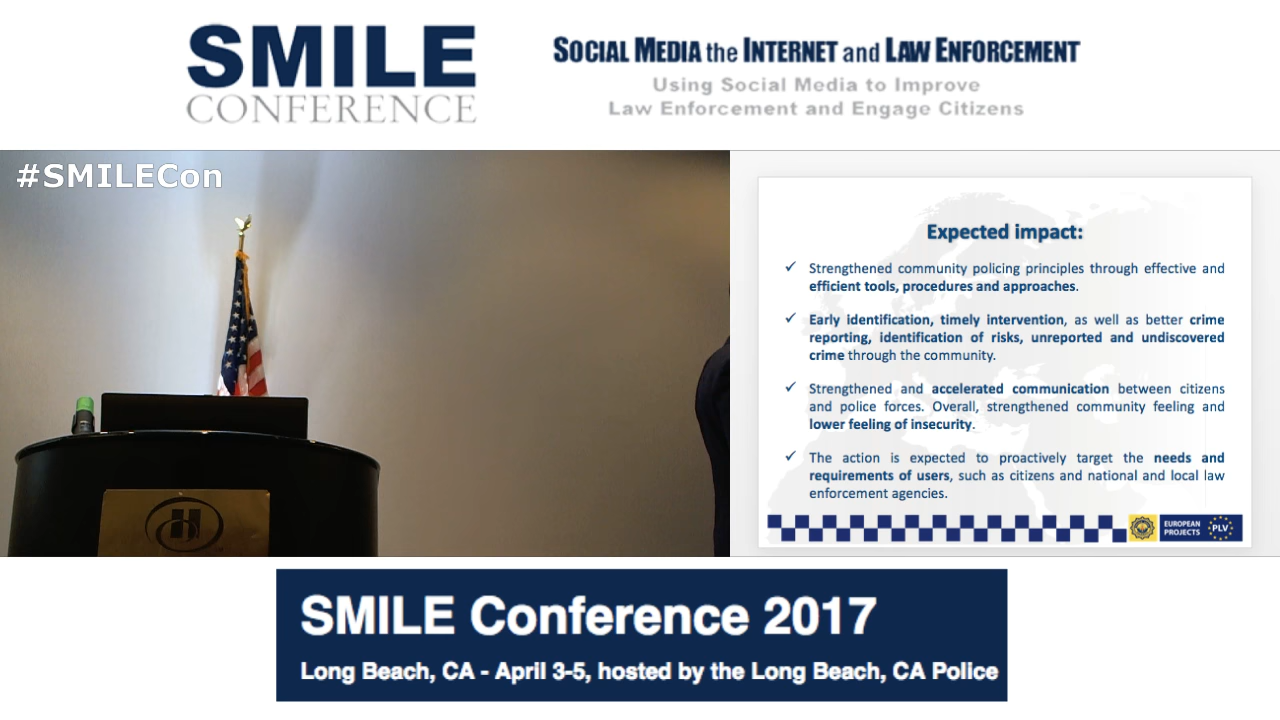 SMILE
CONFERENCE
SOCIAL MEDIA the INTERNET and LAW ENFORCEMENT
Using Social Media to Improve
Law Enforcement and Engage Citizens
#SMILECon
H
Expected impact:
✓ Strengthened community policing principles through effective and
efficient tools, procedures and approaches.
✓ Early identification, timely intervention, as well as better crime
reporting, identification of risks, unreported and undiscovered
crime through the community.
✓ Strengthened and accelerated communication between citizens
and police forces. Overall, strengthened community feeling and
lower feeling of insecurity.
✓ The action is expected to proactively target the needs and
requirements of users, such as citizens and national and local law
enforcement agencies.
EUROPEAN
PROJECTS
PLV
SMILE Conference 2017
Long Beach, CA - April 3-5, hosted by the Long Beach, CA Police